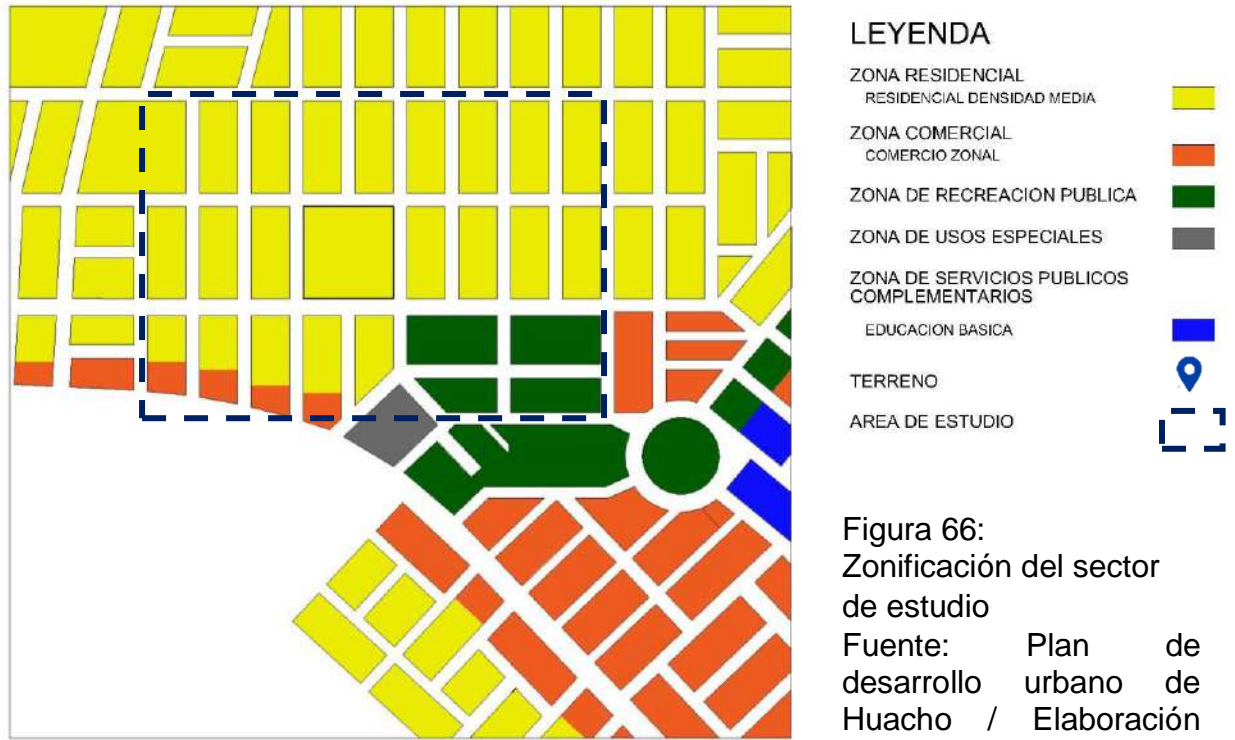 LEYENDA
ZONA RESIDENCIAL
RESIDENCIAL DENSIDAD MEDIA
ZONA COMERCIAL
COMERCIO ZONAL
ZONA DE RECREACION PUBLICA
ZONA DE USOS ESPECIALES
ZONA DE SERVICIOS PUBLICOS
COMPLEMENTARIOS
EDUCACION BASICA
TERRENO
AREA DE ESTUDIO
Figura 66:
Zonificación del sector
de estudio
Fuente: Plan de
desarrollo urbano de
Huacho / Elaboración